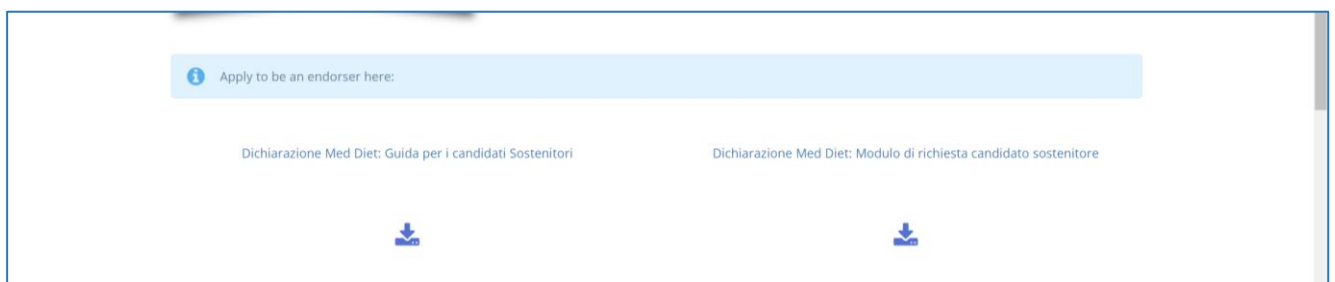 Apply to be an endorser here:
Dichiarazione Med Diet: Guida per i candidati Sostenitori
Dichiarazione Med Diet: Modulo di richiesta candidato sostenitore